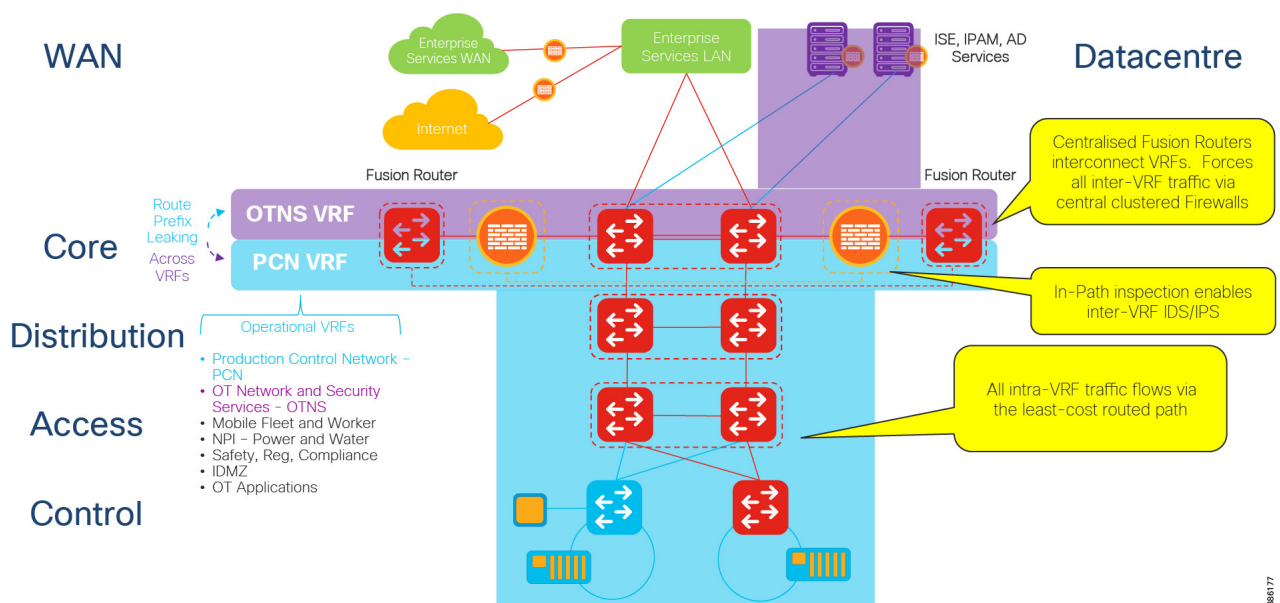 WAN
Enterprise
Services WAN
Enterprise
Services LAN
ISE, IPAM, AD
Services
Datacentre
Internet
Centralised Fusion Routers
interconnect VRFs. Forces
all inter-VRF traffic via
central clustered Firewalls
Fusion Router
Fusion Router
Route
Prefix
Leaking
Across
VRFs
OTNS VRF
Core
PCN VRF
In-Path inspection enables
inter-VRF IDS/IPS
Distribution
Operational VRFs
• Production Control Network –
PCN
• OT Network and Security
Services - OTNS
• Mobile Fleet and Worker
• NPI – Power and Water
• Safety, Reg, Compliance
• IDMZ
• OT Applications
All intra-VRF traffic flows via
the least-cost routed path
Access
Control